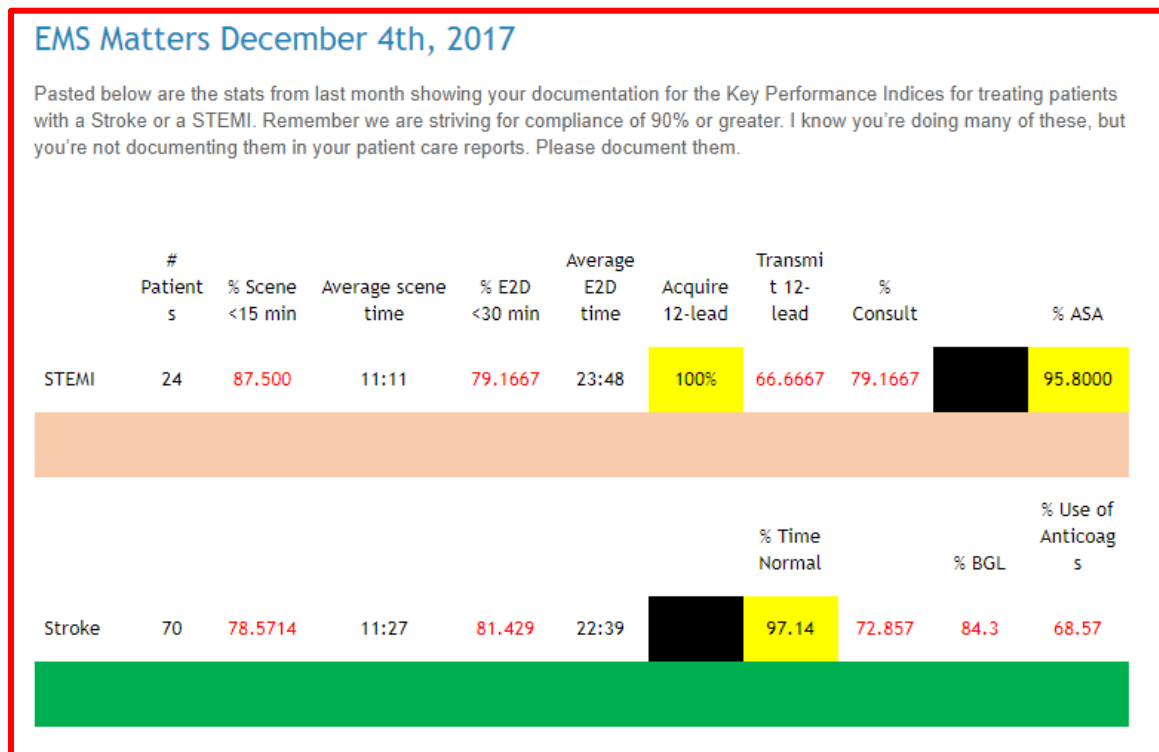 EMS Matters December 4th, 2017
Pasted below are the stats from last month showing your documentation for the Key Performance Indices for treating patients
with a Stroke or a STEMI. Remember we are striving for compliance of 90% or greater. I know you're doing many of these, but
you're not documenting them in your patient care reports. Please document them.
# Patient s % Scene <15 min Average scene time % E2D <30 min Average E2D time Acquire 12-lead Transmi t 12- lead % Consult % ASA
STEMI 24 87.500 11:11 79.1667 23:48 100% 66.6667 79.1667 95.8000
% Time Normal % BGL % Use of Anticoag s
Stroke 70 78.5714 11:27 81.429 22:39 97.14 72.857 84.3 68.57